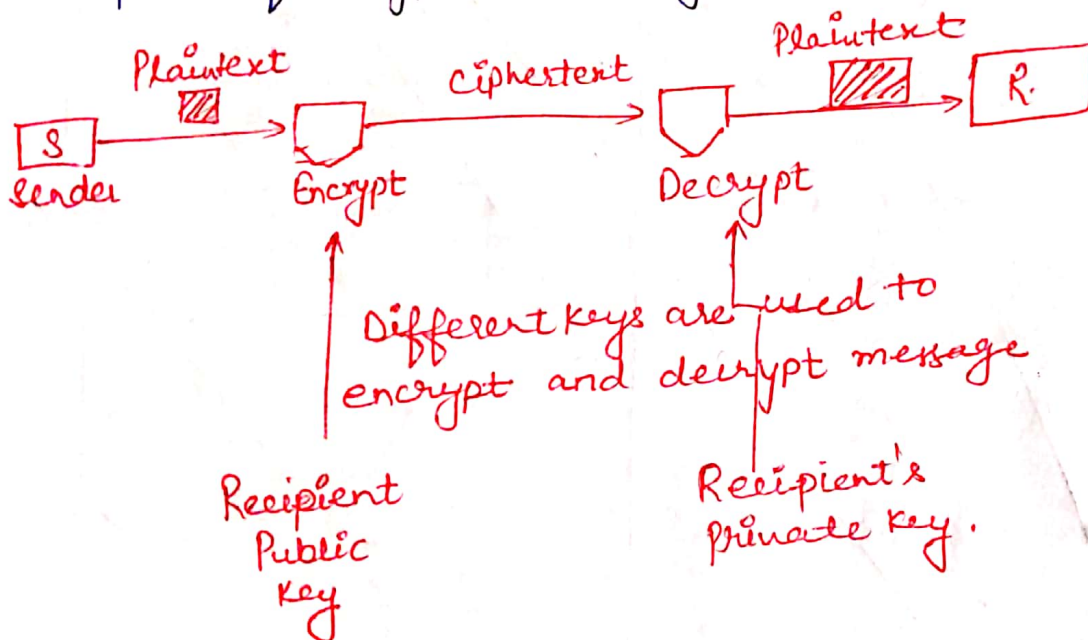 Plaintext
Ciphertext
Plaintext
S
R.
Sender
Encrypt
Decrypt
Different keys are used to
encrypt and decrypt message
Recipient
Public
Key
Recipient's
private key.